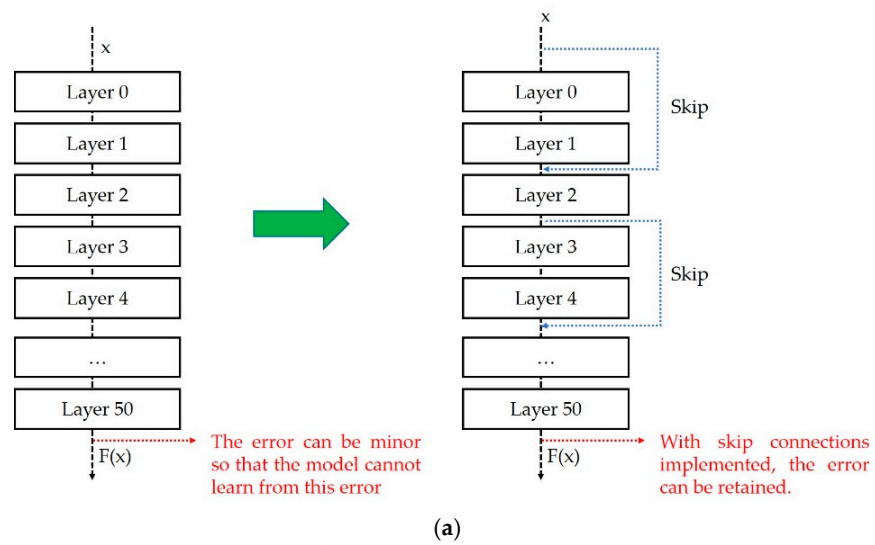 x
Layer 0
Layer 1
Layer 2
Layer 3
Layer 4
...
Layer 50
F(x)
The error can be minor
so that the model cannot
learn from this error
x
Layer 0
Skip
Layer 1
Layer 2
Layer 3
Skip
Layer 4
...
Layer 50
F(x)
With skip connections
implemented, the error
can be retained.
(a)